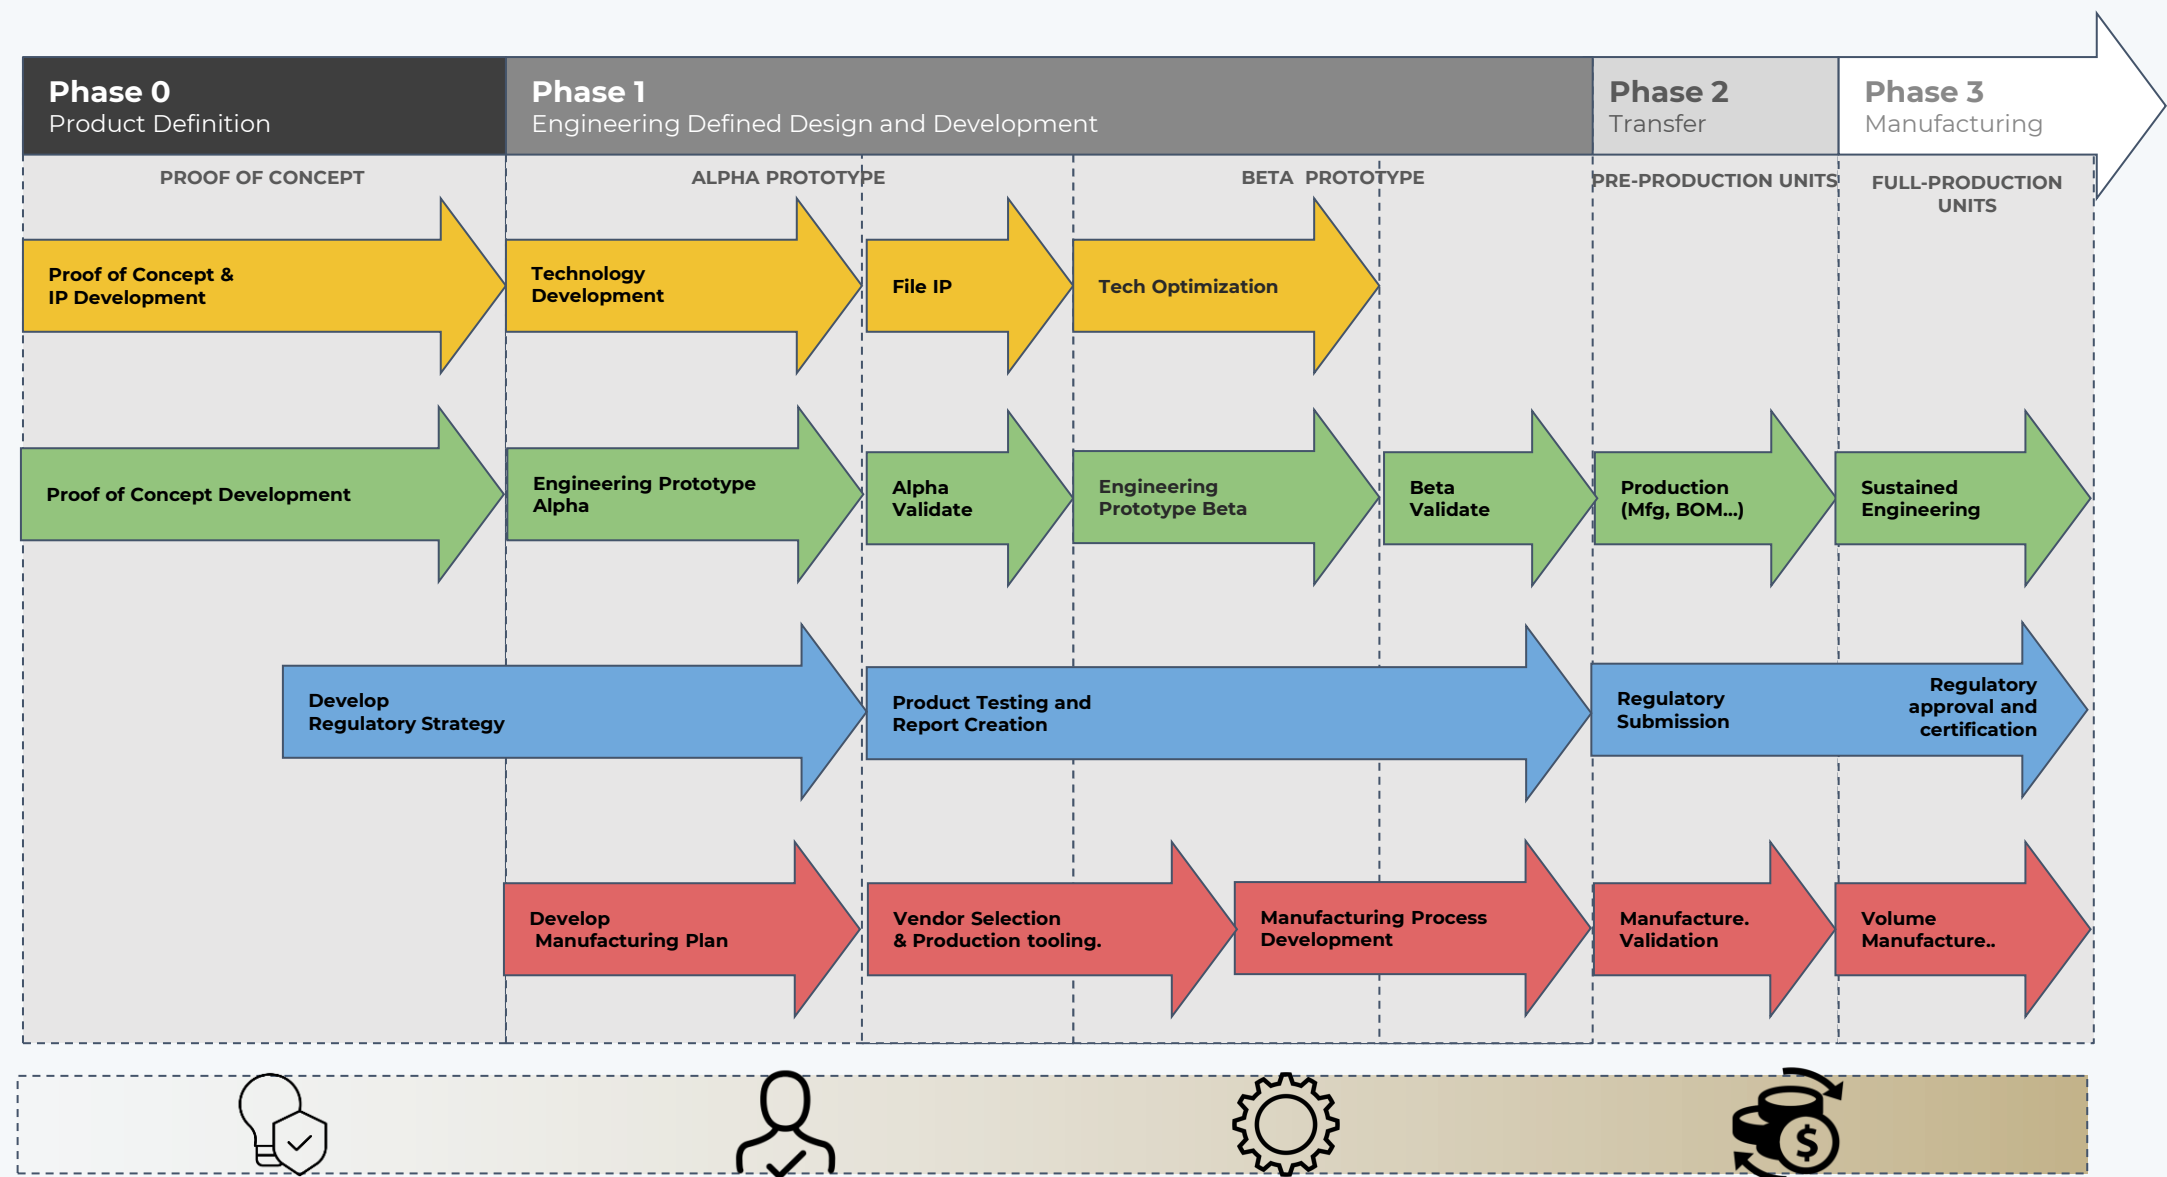 Phase 0
Product Definition
Phase 1
Engineering Defined Design and Development
Phase 2
Transfer
Phase 3
Manufacturing
PROOF OF CONCEPT
ALPHA PROTOTYPE
BETA  PROTOTYPE
PRE-PRODUCTION UNITS
FULL-PRODUCTION
UNITS
Proof of Concept &
IP Development
Technology
Development
File IP
Tech Optimization
Proof of Concept Development
Engineering Prototype
Alpha
Alpha
Validate
Engineering
Prototype Beta
Beta
Validate
Production
(Mfg, BOM...)
Sustained
Engineering
Develop
Regulatory Strategy
Product Testing and
Report Creation
Regulatory
Submission
Regulatory
approval and
certification
Develop
Manufacturing Plan
Vendor Selection
& Production tooling.
Manufacturing Process
Development
Manufacture.
Validation
Volume
Manufacture..
$